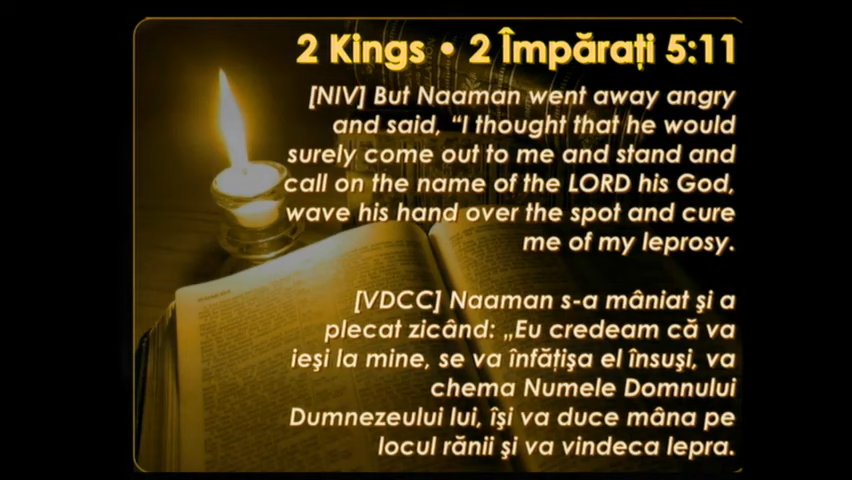 2 Kings • 2 Împărați 5:11
[NIV] But Naaman went away angry
and said, “I thought that he would
surely come out to me and stand and
call on the name of the LORD his God,
wave his hand over the spot and cure
me of my leprosy.
[VDCC] Naaman s-a mâniat şi a
plecat zicând: „Eu credeam că va
ieşi la mine, se va înfățişa el însuşi, va
chema Numele Domnului
Dumnezeului lui, îşi va duce mâna pe
locul rănii şi va vindeca lepra.